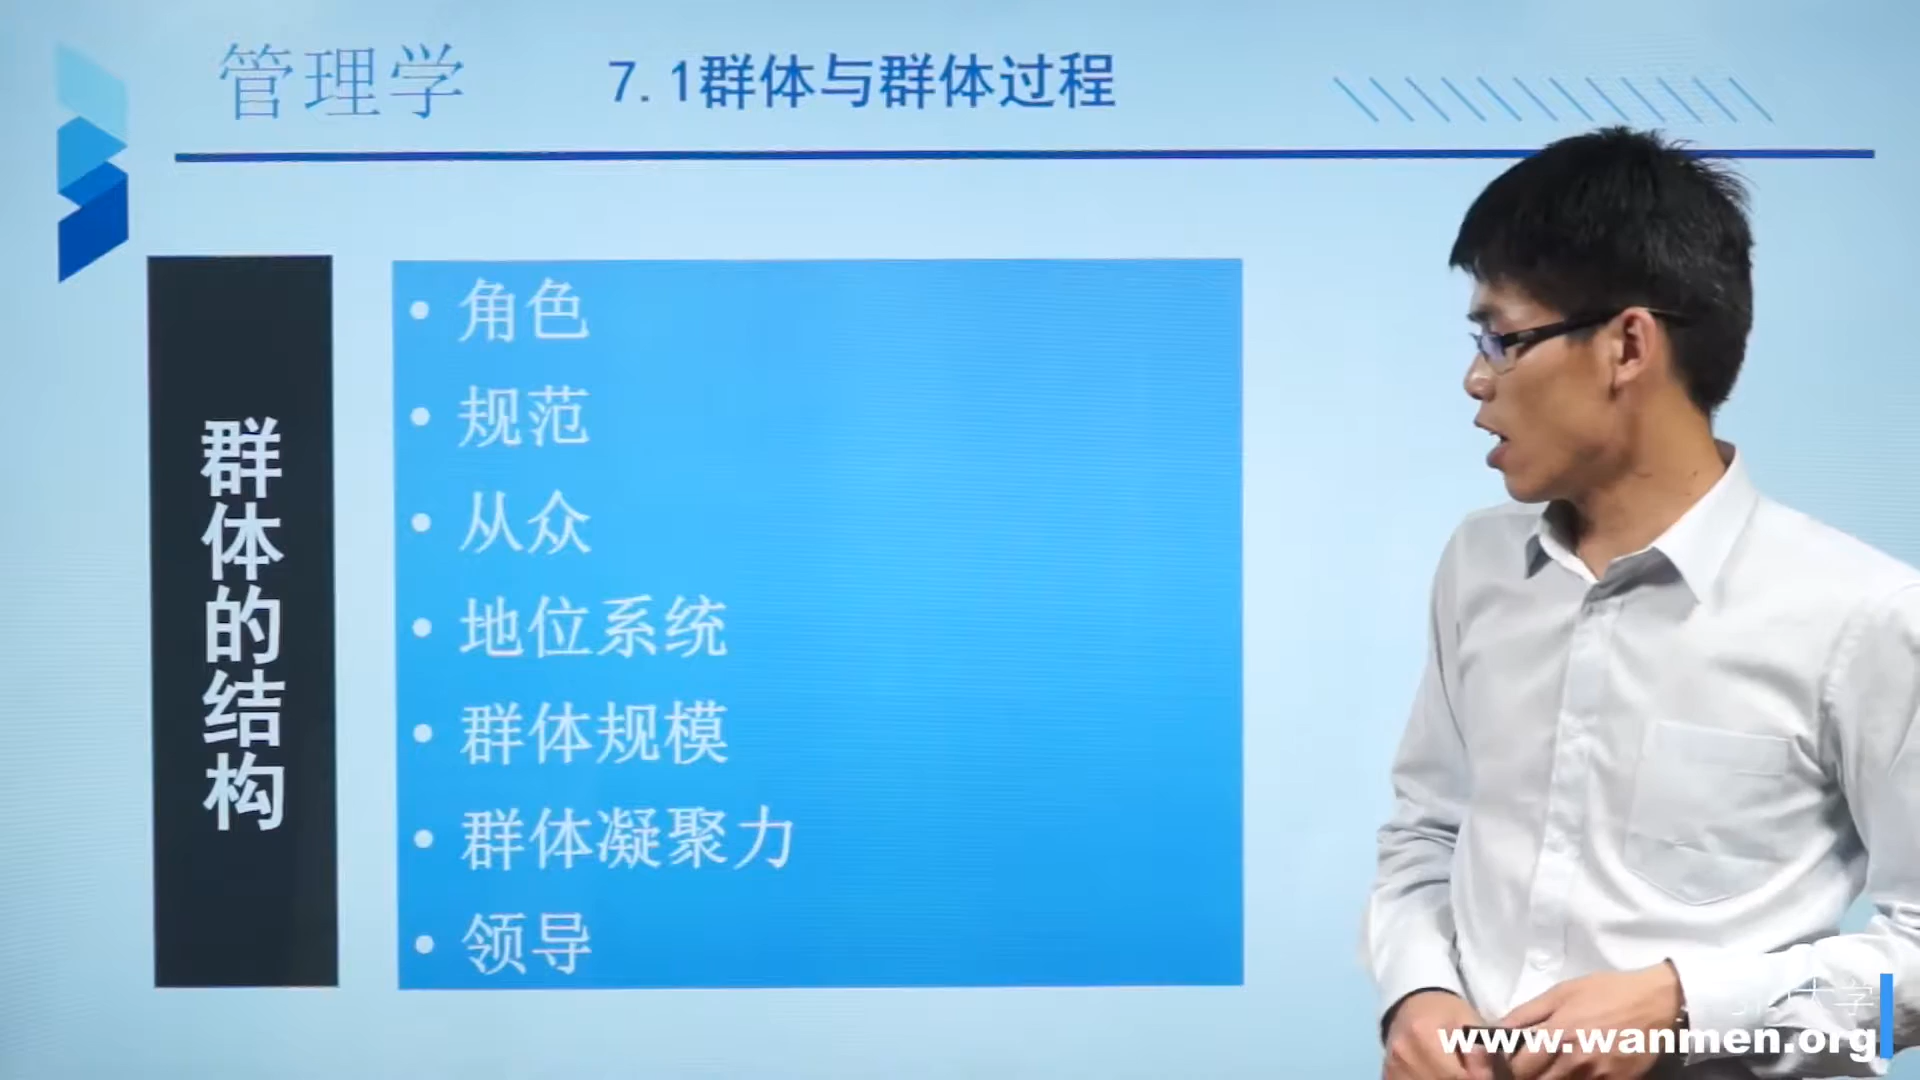 管理学
7.1群体与群体过程
群体的结构
• 角色
• 规范
• 从众
• 地位系统
• 群体规模
• 群体凝聚力
• 领导
大学
www.wanmen.org